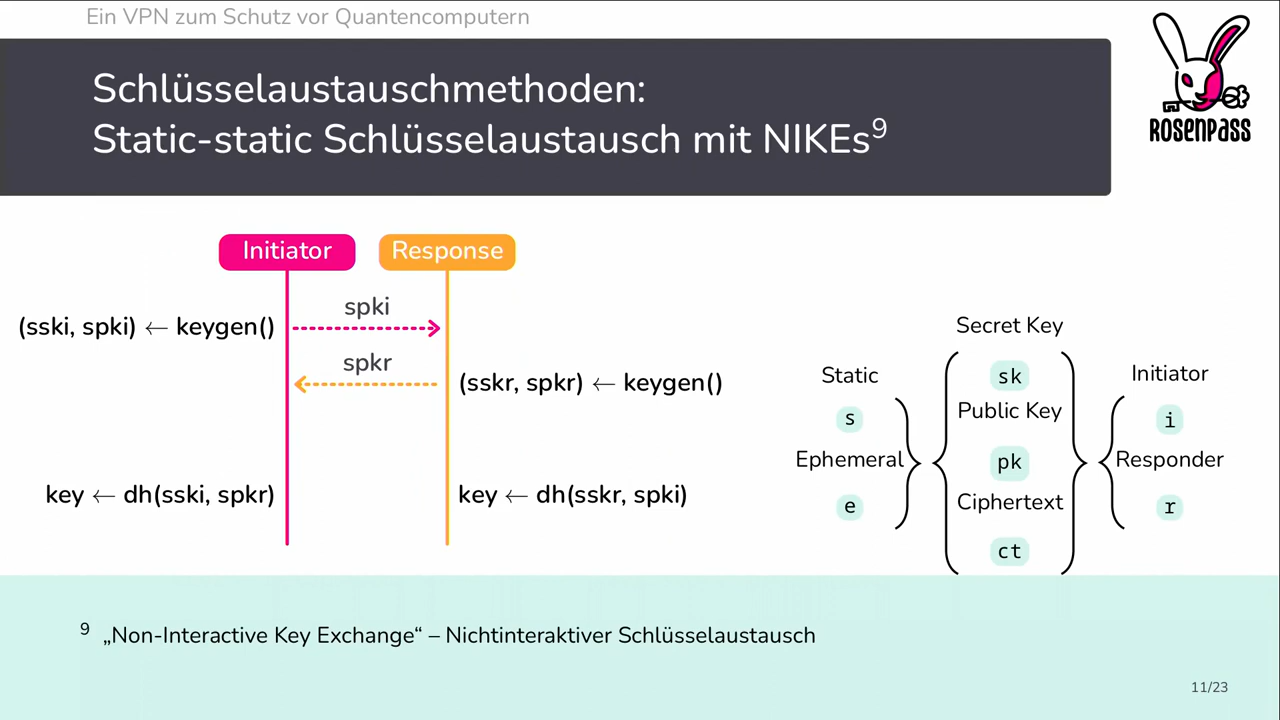 Ein VPN zum Schutz vor Quantencomputern
Schlüsselaustauschmethoden:
Static-static Schlüsselaustausch mit NIKEs⁹
ROSENPASS
Initiator
Response
spki
(sski, spki) ← keygen()
spkr
(sskr, spkr) ← keygen()
key ← dh(sski, spkr)
key ← dh(sskr, spki)
Static
s
Ephemeral
e
Secret Key
sk
Public Key
pk
Ciphertext
ct
Initiator
i
Responder
r
⁹ „Non-Interactive Key Exchange“ – Nichtinteraktiver Schlüsselaustausch
11/23